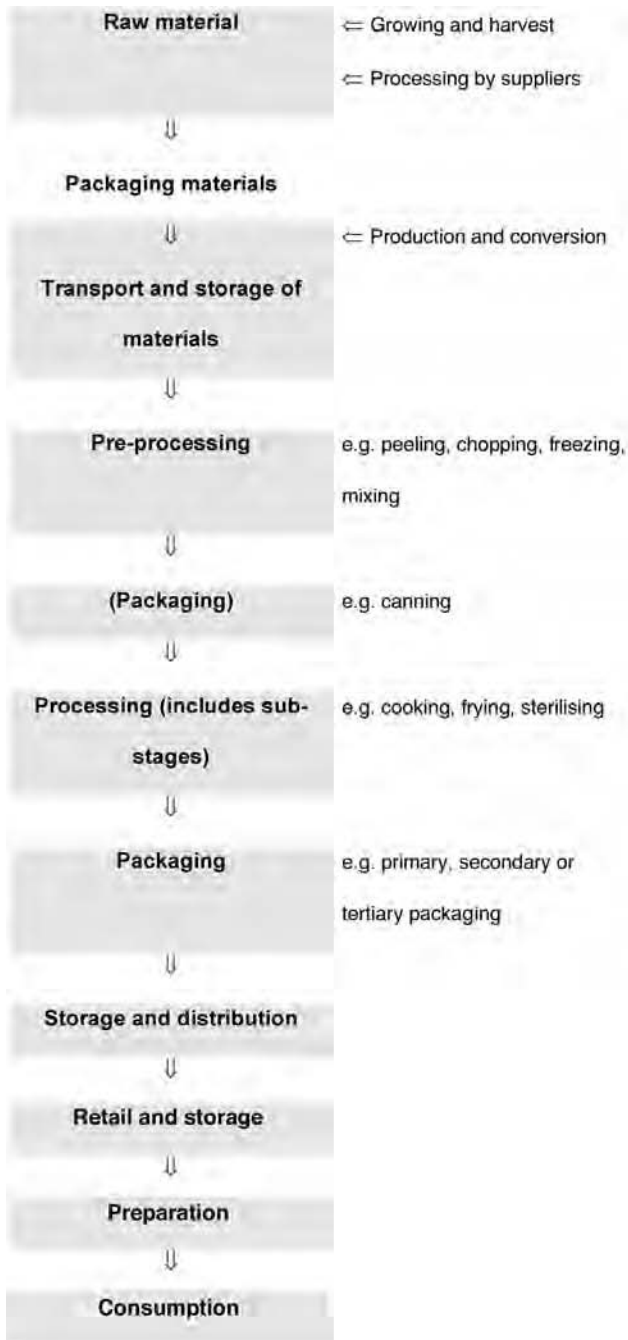 Raw material ⇐ Growing and harvest
⇐ Processing by suppliers
⇓
Packaging materials
⇓ ⇐ Production and conversion
Transport and storage of
materials
⇓
Pre-processing e.g. peeling, chopping, freezing,
mixing
⇓
(Packaging) e.g. canning
⇓
Processing (includes sub- e.g. cooking, frying, sterilising
stages)
⇓
Packaging e.g. primary, secondary or
tertiary packaging
⇓
Storage and distribution
⇓
Retail and storage
⇓
Preparation
⇓
Consumption